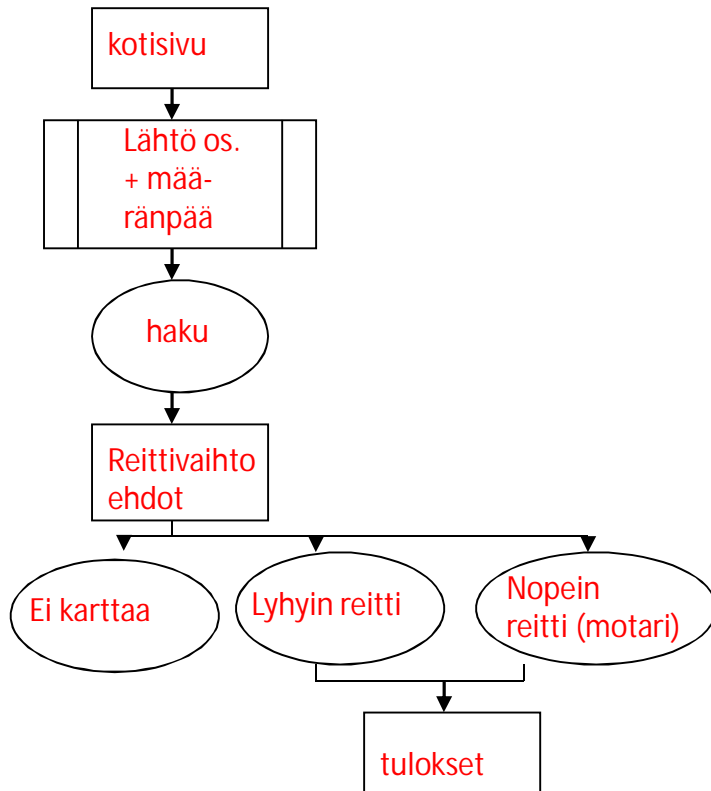 kotisivu
Lähtö os.
+ mää-
ränpää
haku
Reittivaihto
ehdot
Ei karttaa
Lyhyin reitti
Nopein
reitti (motari)
tulokset